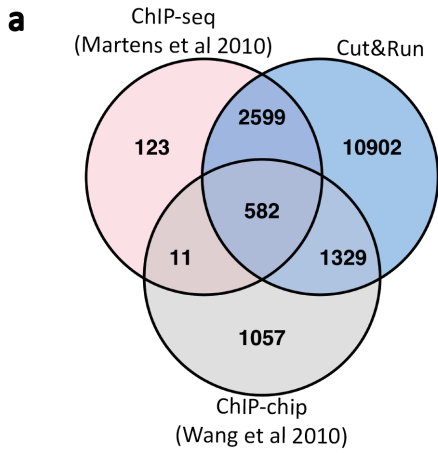 a
ChIP-seq
(Martens et al 2010)
Cut&Run
2599
123
10902
582
11
1329
1057
ChIP-chip
(Wang et al 2010)